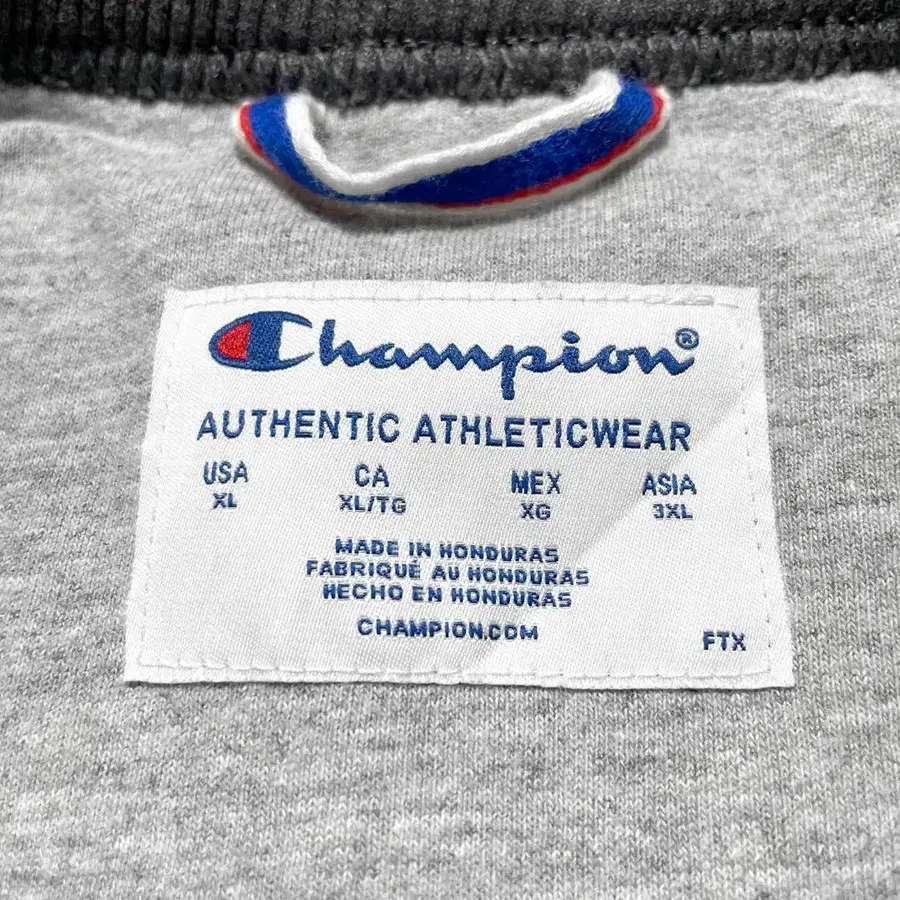 Champion®
AUTHENTIC ATHLETICWEAR
USA CA MEX ASIA
XL XL/TG XG 3XL
MADE IN HONDURAS
FABRIQUÉ AU HONDURAS
HECHO EN HONDURAS
CHAMPION.COM
FTX